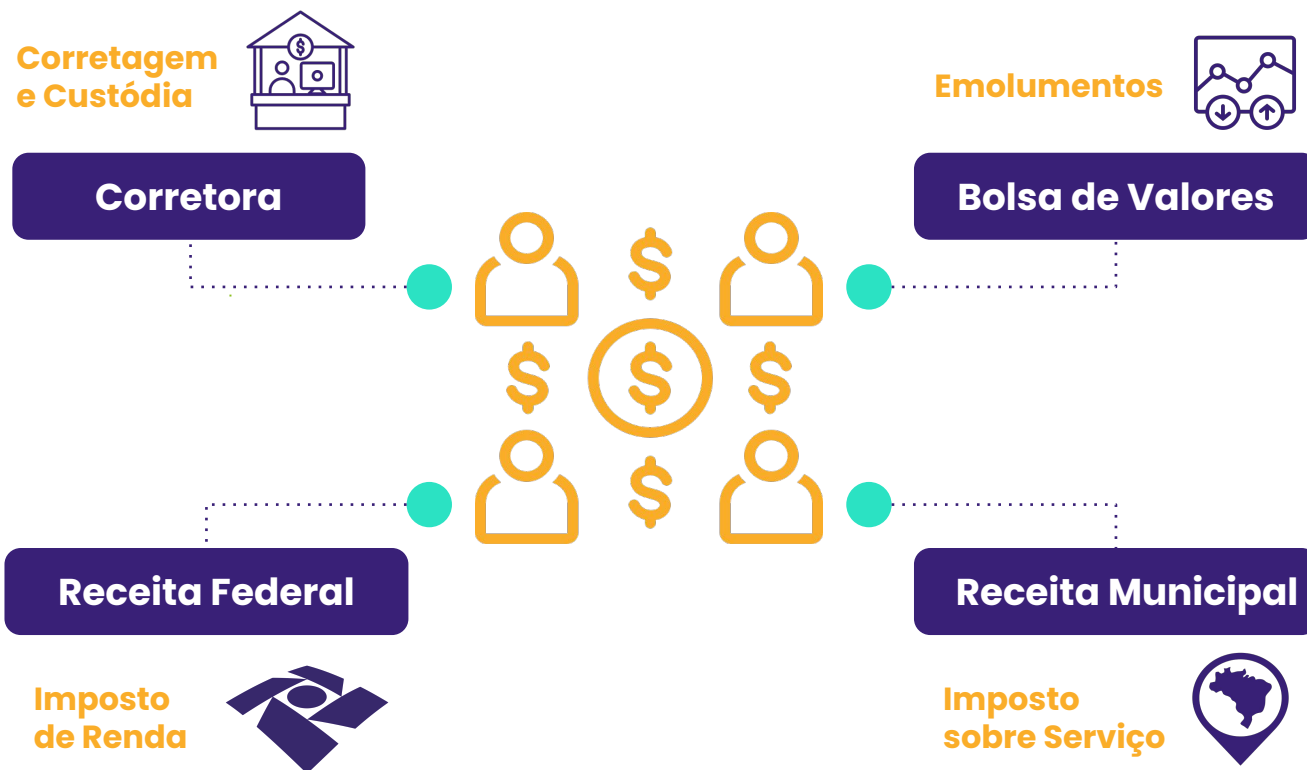 Corretagem
e Custódia
$
Emolumentos
Corretora
Bolsa de Valores
$
$
$
$
$
Receita Federal
Receita Municipal
Imposto
de Renda
Imposto
sobre Serviço